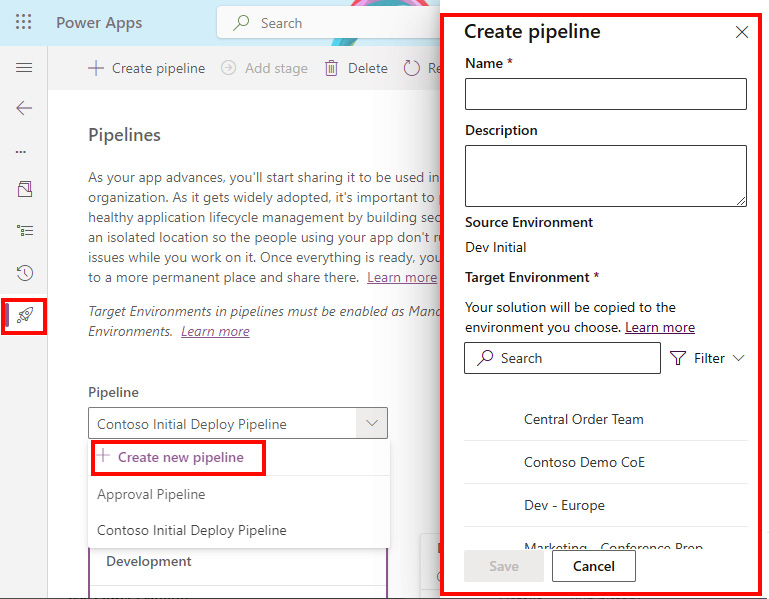 Power Apps
Search
Create pipeline
Add stage
Delete
Re
...
Pipelines
As your app advances, you'll start sharing it to be used in
organization. As it gets widely adopted, it's important to
healthy application lifecycle management by building
an isolated location so the people using your app don't
issues while you work on it. Once everything is ready, you
to a more permanent place and share there. Learn more
Target Environments in pipelines must be enabled as
Environments. Learn more
Pipeline
Contoso Initial Deploy Pipeline
Create new pipeline
Approval Pipeline
Contoso Initial Deploy Pipeline
Development
Create pipeline
Name *
Description
Source Environment
Dev Initial
Target Environment *
Your solution will be copied to the
environment you choose. Learn more
Search
Filter
Central Order Team
Contoso Demo CoE
Dev - Europe
Marketing - Conference Prep
Save
Cancel